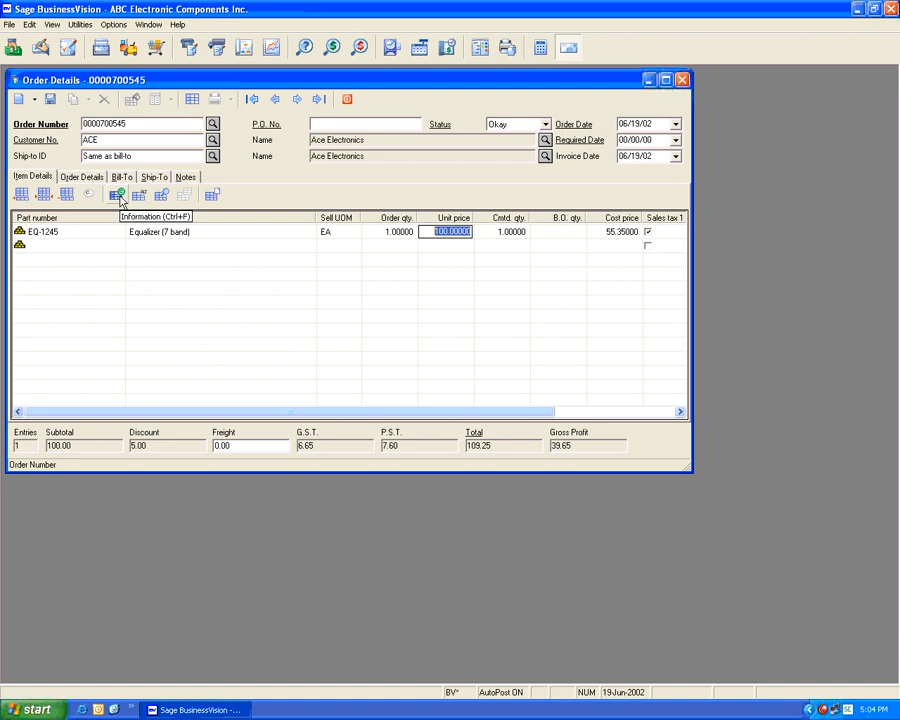 Sage BusinessVision - ABC Electronic Components Inc.
File Edit View Utilities Options Window Help
Order Details - 0000700545
Order Number 0000700545 P.O. No. Status Okay Order Date 06/19/02
Customer No. ACE Name Ace Electronics Required Date 00/00/00
Ship-to ID Same as bill-to Name Ace Electronics Invoice Date 06/19/02
Item Details Order Details Bill-To Ship-To Notes
Information (Ctrl+F)
Part number Sell UOM Order qty. Unit price Cmtd. qty. B.O. qty. Cost price Sales tax 1
EQ-1245 Equalizer (7 band) EA 1.00000 100.00000 1.00000 55.35000
Entries Subtotal Discount Freight G.S.T. P.S.T. Total Gross Profit
1 100.00 5.00 0.00 6.65 7.60 109.25 39.65
Order Number
BV* AutoPost ON NUM 19-Jun-2002
start Sage BusinessVision -... SE 5:04 PM